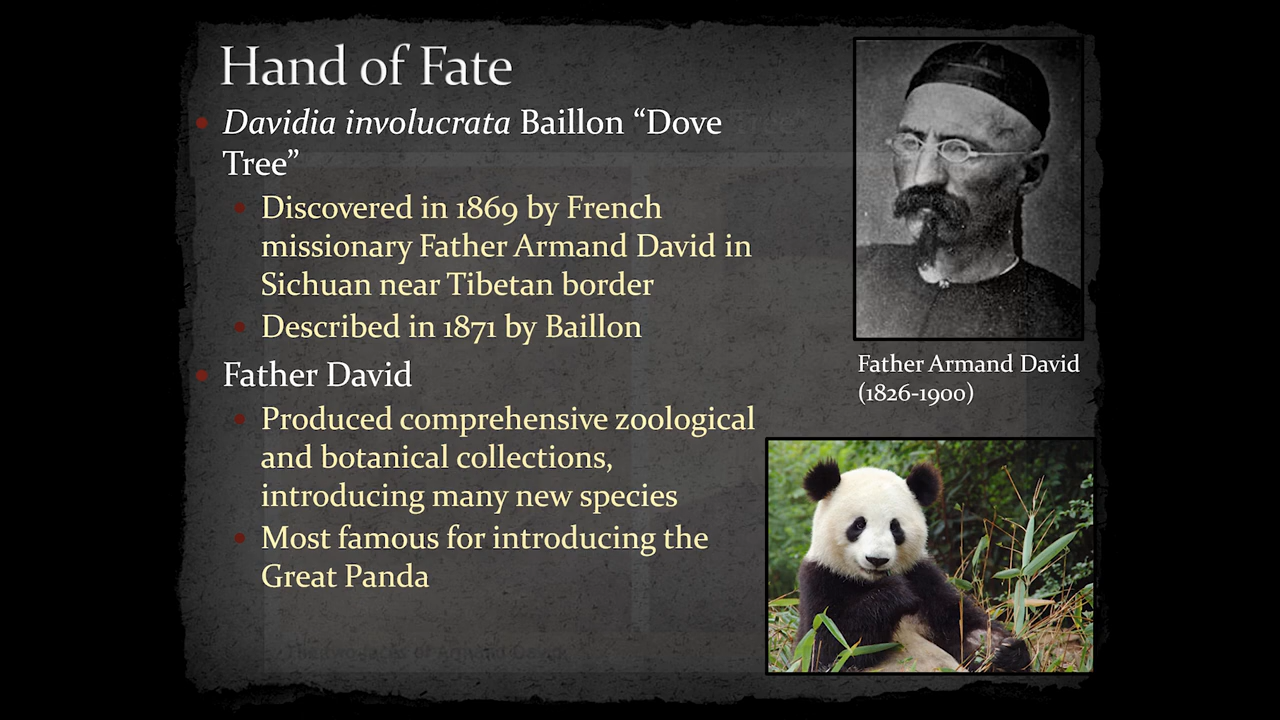 Hand of Fate
Davidia involucrata Baillon “Dove
Tree”
Discovered in 1869 by French
missionary Father Armand David in
Sichuan near Tibetan border
Described in 1871 by Baillon
Father David
Produced comprehensive zoological
and botanical collections,
introducing many new species
Most famous for introducing the
Great Panda
Father Armand David
(1826-1900)